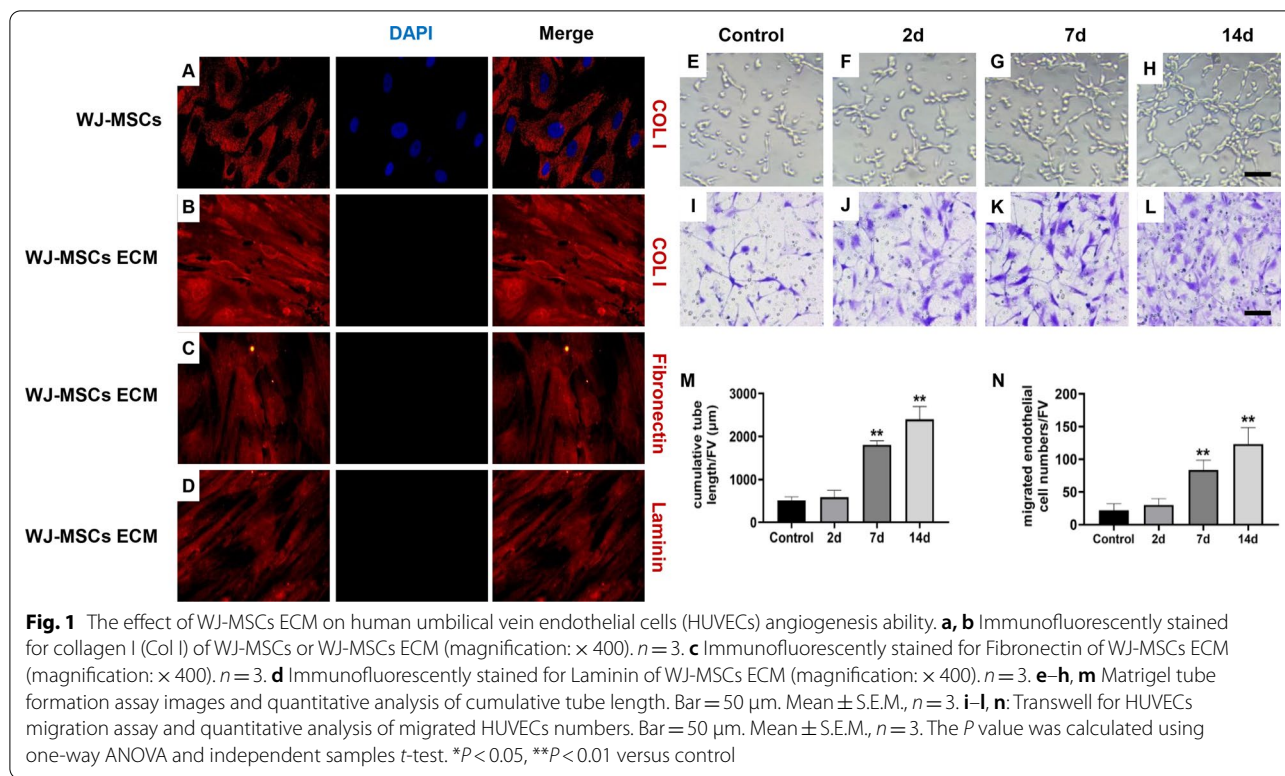 DAPI Merge Control 2d 7d 14d
A
WJ-MSCs
COL I
B
WJ-MSCs ECM
COL I
C
WJ-MSCs ECM
Fibronectin
D
WJ-MSCs ECM
Laminin
E F G H
I J K L
M
cumulative tube
length/FV (μm)
3000
2000
1000
0
** **
Control 2d 7d 14d
N
migrated endothelial
cell numbers/FV
200
150
100
50
0
** **
Control 2d 7d 14d
Fig. 1 The effect of WJ-MSCs ECM on human umbilical vein endothelial cells (HUVECs) angiogenesis ability. a, b Immunofluorescently stained
for collagen I (Col I) of WJ-MSCs or WJ-MSCs ECM (magnification: × 400). n = 3. c Immunofluorescently stained for Fibronectin of WJ-MSCs ECM
(magnification: × 400). n = 3. d Immunofluorescently stained for Laminin of WJ-MSCs ECM (magnification: × 400). n = 3. e–h, m Matrigel tube
formation assay images and quantitative analysis of cumulative tube length. Bar = 50 μm. Mean ± S.E.M., n = 3. i–l, n: Transwell for HUVECs
migration assay and quantitative analysis of migrated HUVECs numbers. Bar = 50 μm. Mean ± S.E.M., n = 3. The P value was calculated using
one-way ANOVA and independent samples t-test. *P < 0.05, **P < 0.01 versus control